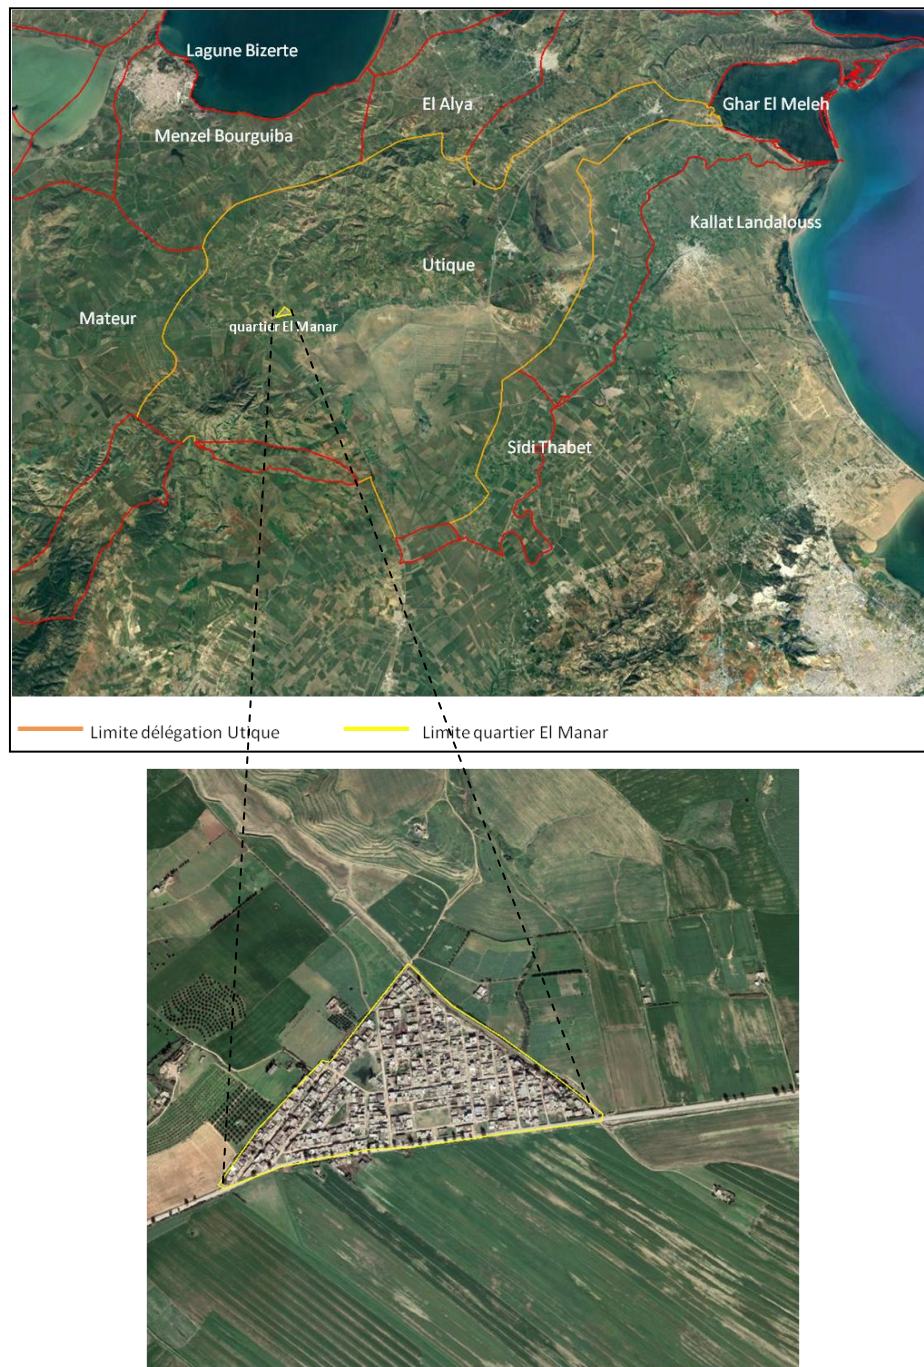 Lagune Bizerte
El Alya
Ghar El Meleh
Menzel Bourguiba
Kallat Landalouss
Utique
Mateur
quartier El Manar
Sidi Thabet
Limite délégation Utique
Limite quartier El Manar